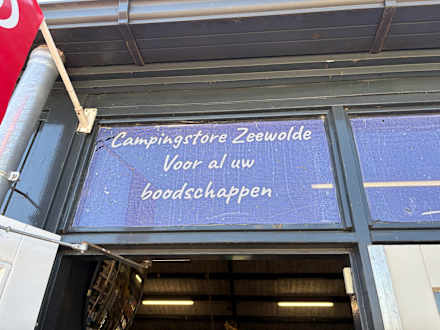 Campingstore Zeewolde
Voor al uw
boodschappen